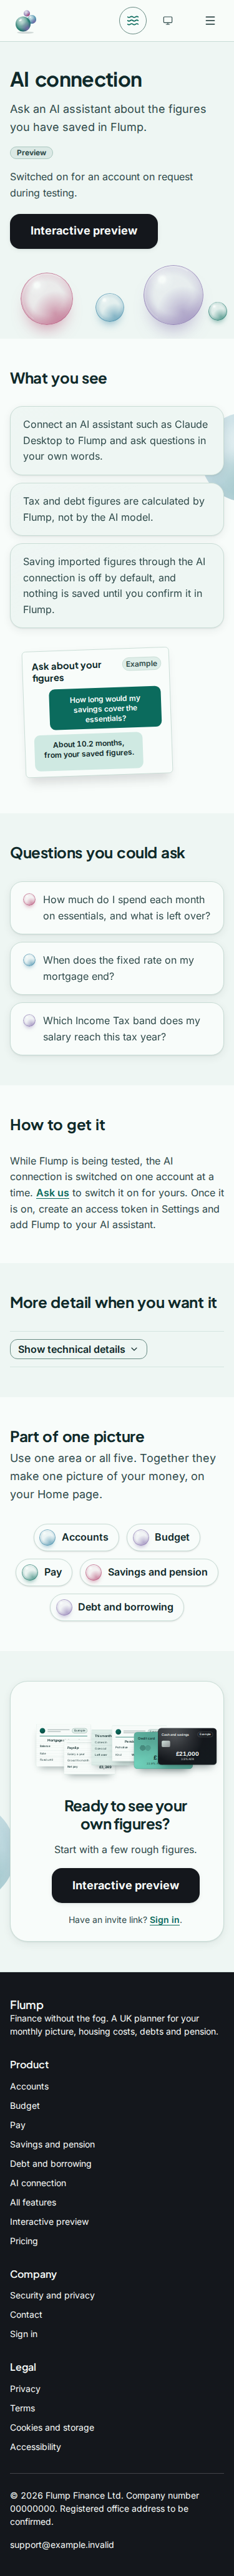 AI connection
Ask an AI assistant about the figures
you have saved in Flump.
Preview
Switched on for an account on request
during testing.
Interactive preview
What you see
Connect an AI assistant such as Claude
Desktop to Flump and ask questions in
your own words.
Tax and debt figures are calculated by
Flump, not by the AI model.
Saving imported figures through the AI
connection is off by default, and
nothing is saved until you confirm it in
Flump.
Ask about your
figures
Example
How long would my
savings cover the
essentials?
About 10.2 months,
from your saved figures.
Questions you could ask
How much do I spend each month
on essentials, and what is left over?
When does the fixed rate on my
mortgage end?
Which Income Tax band does my
salary reach this tax year?
How to get it
While Flump is being tested, the AI
connection is switched on one account at a
time. Ask us to switch it on for yours. Once it
is on, create an access token in Settings and
add Flump to your AI assistant.
More detail when you want it
Show technical details
Part of one picture
Use one area or all five. Together they
make one picture of your money, on
your Home page.
Accounts
Budget
Pay
Savings and pension
Debt and borrowing
£21,000
Ready to see your
own figures?
Start with a few rough figures.
Interactive preview
Have an invite link? Sign in.
Flump
Finance without the fog. A UK planner for your
monthly picture, housing costs, debts and pension.
Product
Accounts
Budget
Pay
Savings and pension
Debt and borrowing
AI connection
All features
Interactive preview
Pricing
Company
Security and privacy
Contact
Sign in
Legal
Privacy
Terms
Cookies and storage
Accessibility
© 2026 Flump Finance Ltd. Company number
00000000. Registered office address to be
confirmed.
support@example.invalid